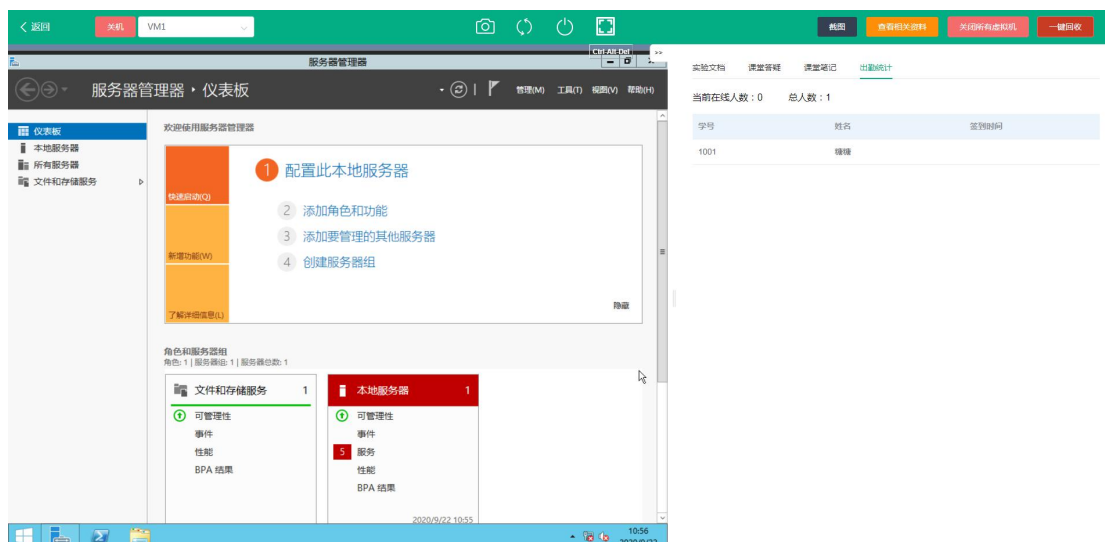 返回
关机
VM1
截图
查看相关资料
关闭所有虚拟机
一键回收
Ctrl-Alt-Del
>>
服务器管理器
服务器管理器 · 仪表板
管理(M) 工具(T) 视图(V) 帮助(H)
仪表板
本地服务器
所有服务器
文件和存储服务
欢迎使用服务器管理器
快速启动(Q)
新增功能(W)
了解详细信息(L)
1 配置此本地服务器
2 添加角色和功能
3 添加要管理的其他服务器
4 创建服务器组
隐藏
角色和服务器组
角色: 1 | 服务器组: 1 | 服务器总数: 1
文件和存储服务 1
可管理性
事件
性能
BPA 结果
本地服务器 1
可管理性
事件
5 服务
性能
BPA 结果
2020/9/22 10:55
10:56
2020/9/22
实验文档 课堂答疑 课堂笔记 出勤统计
当前在线人数：0 总人数：1
学号 姓名 签到时间
1001